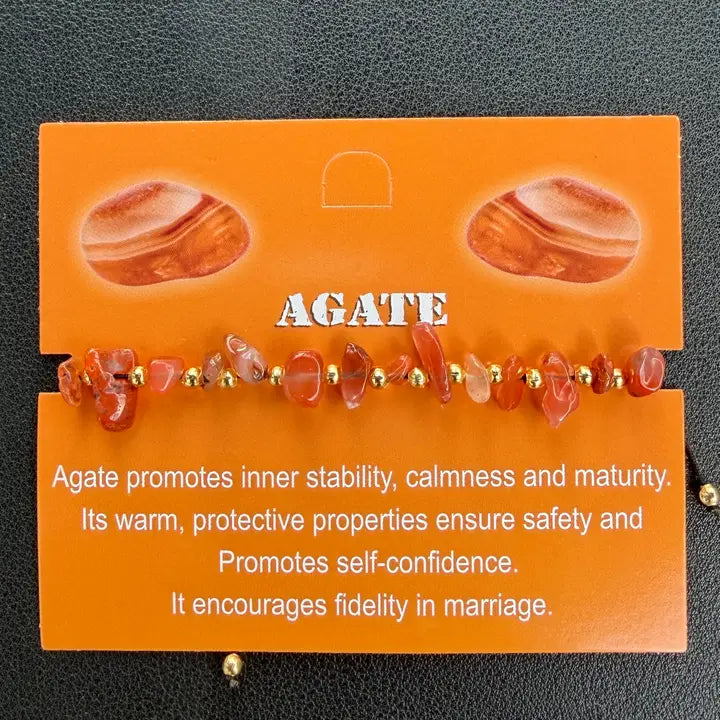 AGATE
Agate promotes inner stability, calmness and maturity.
Its warm, protective properties ensure safety and
Promotes self-confidence.
It encourages fidelity in marriage.